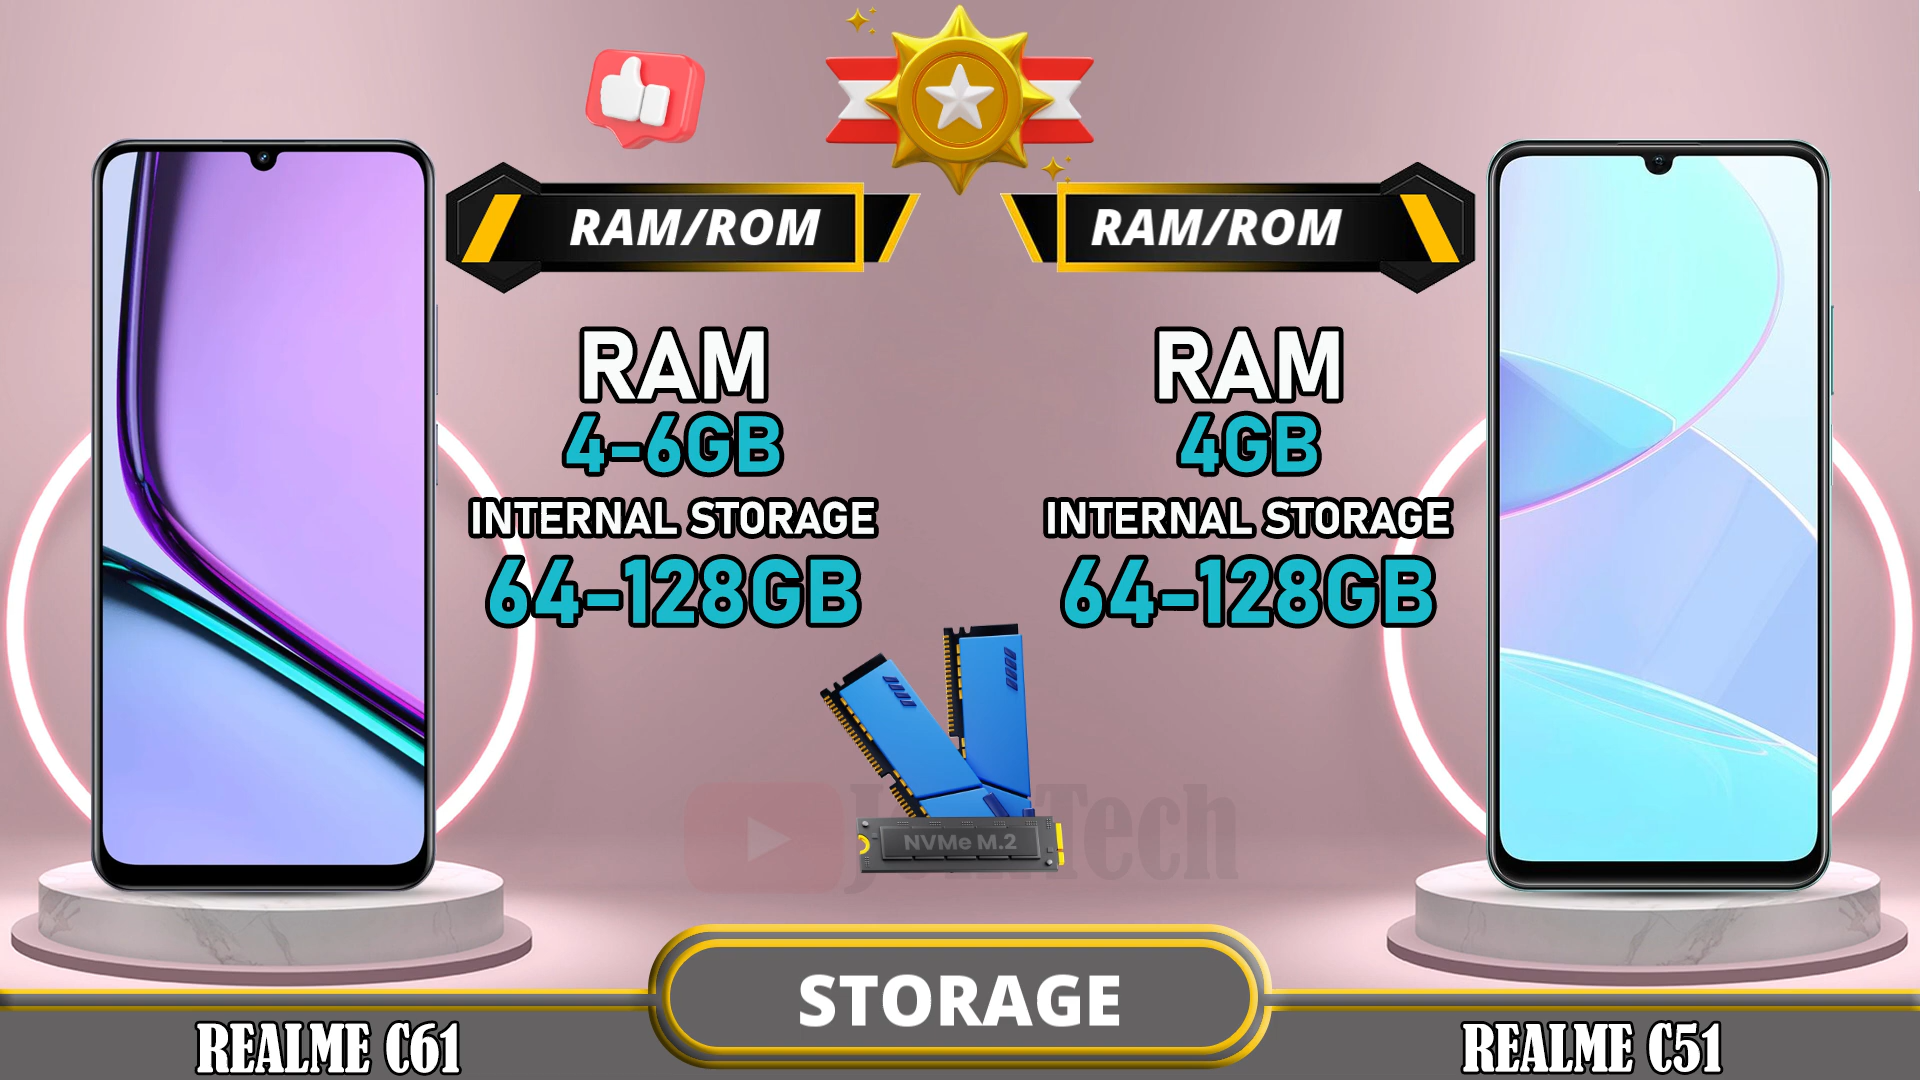 RAM/ROM
RAM/ROM
RAM
4-6GB
INTERNAL STORAGE
64-128GB
RAM
4GB
INTERNAL STORAGE
64-128GB
NVMe M.2
STORAGE
REALME C61
REALME C51